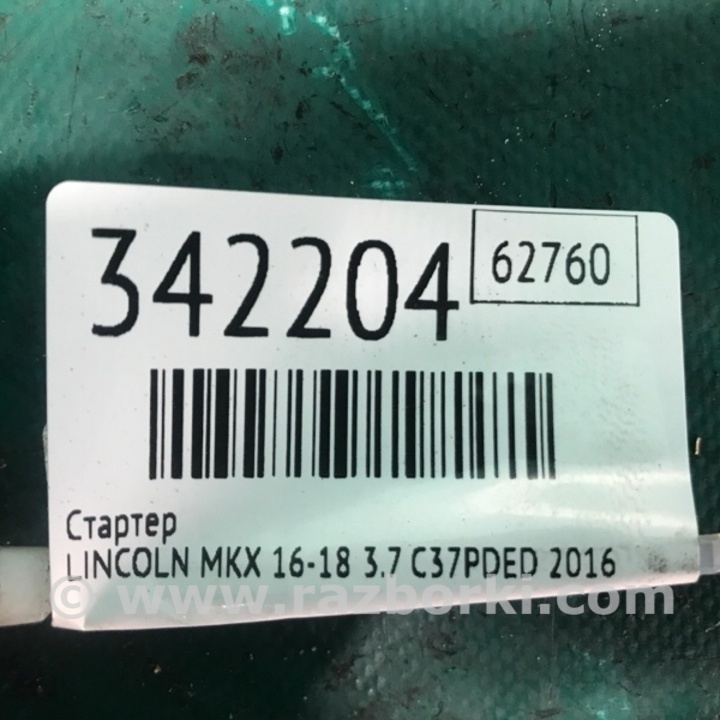 342204
62760
Стартер
LINCOLN MKX 16-18 3.7 C37PDED 2016
© www.razborki.com